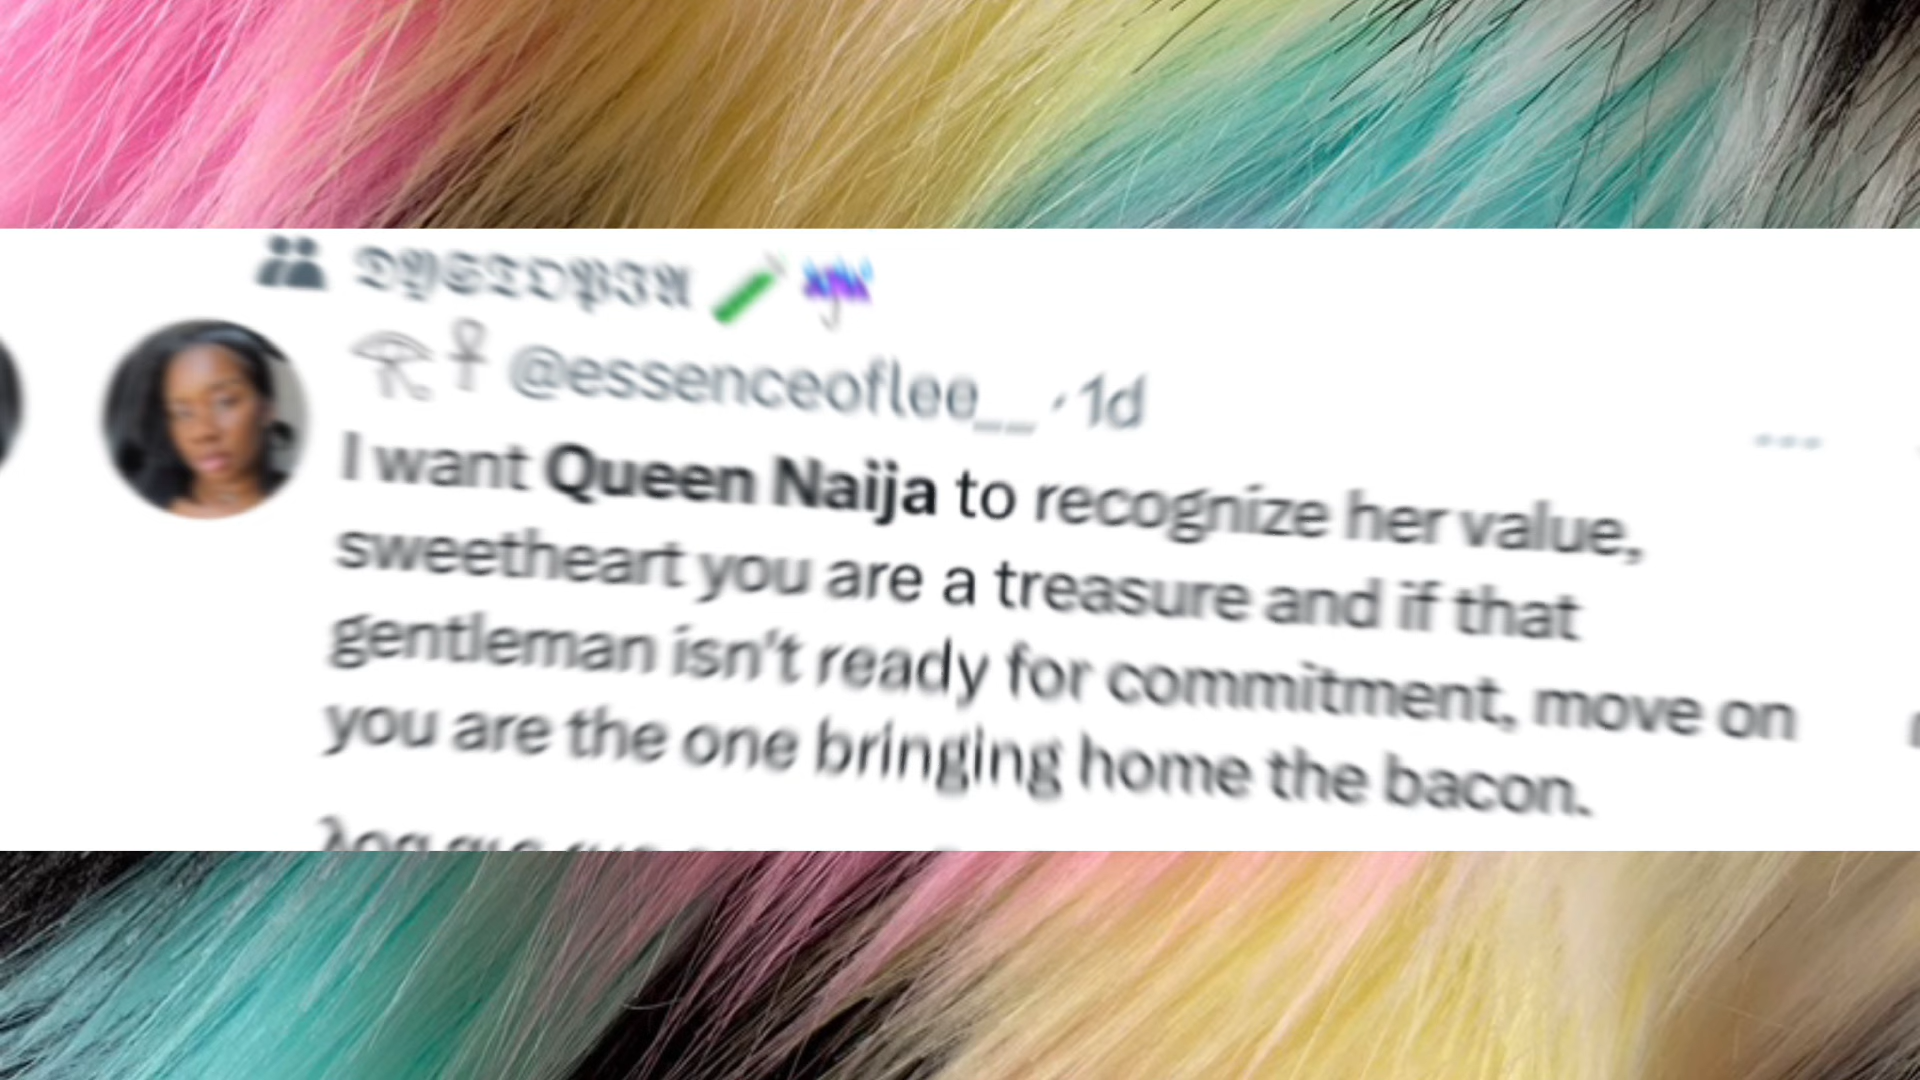 𝕯𝖄𝕾𝕿𝕺𝕻𝕴𝕬
@essenceoflee__ · 1d
I want Queen Naija to recognize her value,
sweetheart you are a treasure and if that
gentleman isn't ready for commitment, move on
you are the one bringing home the bacon.